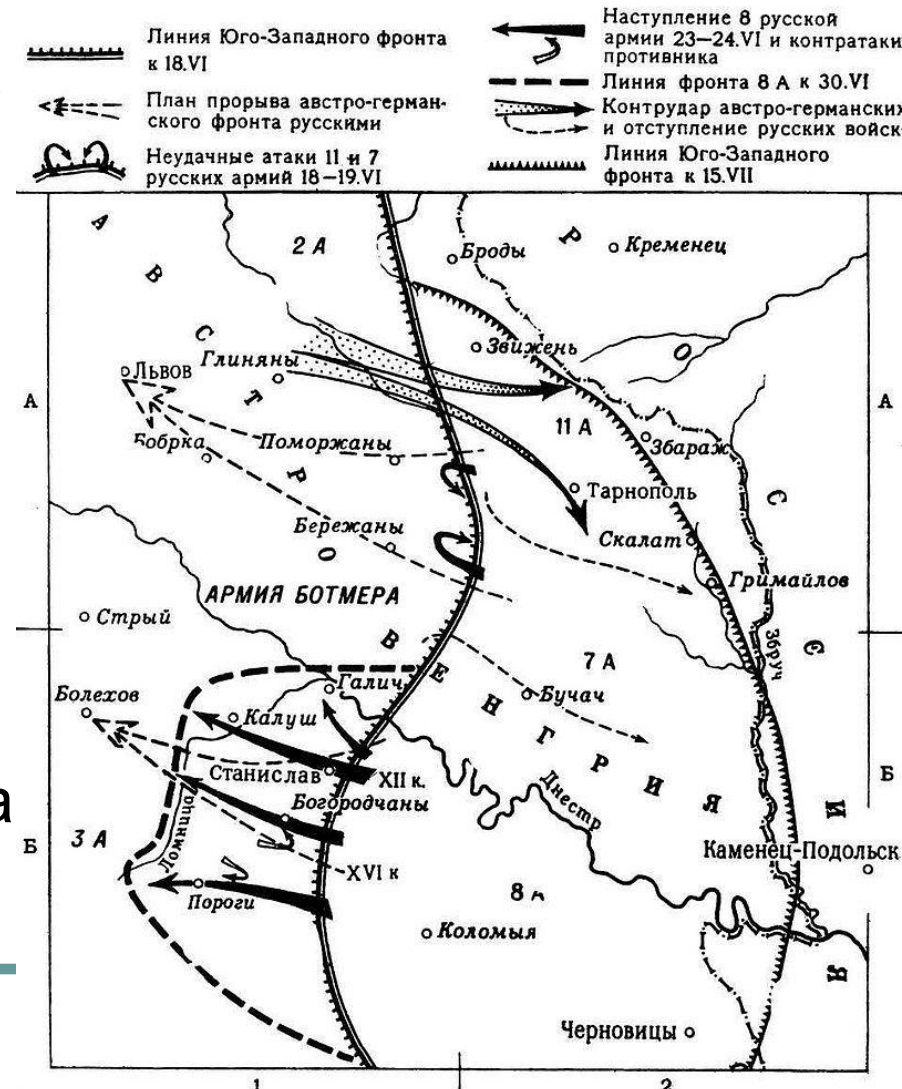 Линия Юго-Западного фронта
к 18.VI
План прорыва австро-герман-
ского фронта русскими
Неудачные атаки 11 и 7
русских армий 18—19.VI
Наступление 8 русской
армии 23—24.VI и контратаки
противника
Линия фронта 8 А к 30.VI
Контрудар австро-германских
и отступление русских войск
Линия Юго-Западного
фронта к 15.VII
АВСТРО
ВЕНГРИЯ
РОССИЯ
2 А
Броды
Кременец
Звижень
Глиняны
Львов
А
А
11 А
Збараж
Бобрка
Поморжаны
Тарнополь
Бережаны
Скалат
Гримайлов
АРМИЯ БОТМЕРА
Стрый
Збруч
7 А
Галич
Бучач
Болехов
Калуш
Станислав
XII к.
Днестр
Б
Богородчаны
а
Б
3 А
Ломница
XVI к
Каменец-Подольск
Пороги
8 А
Коломыя
Черновицы
1
2